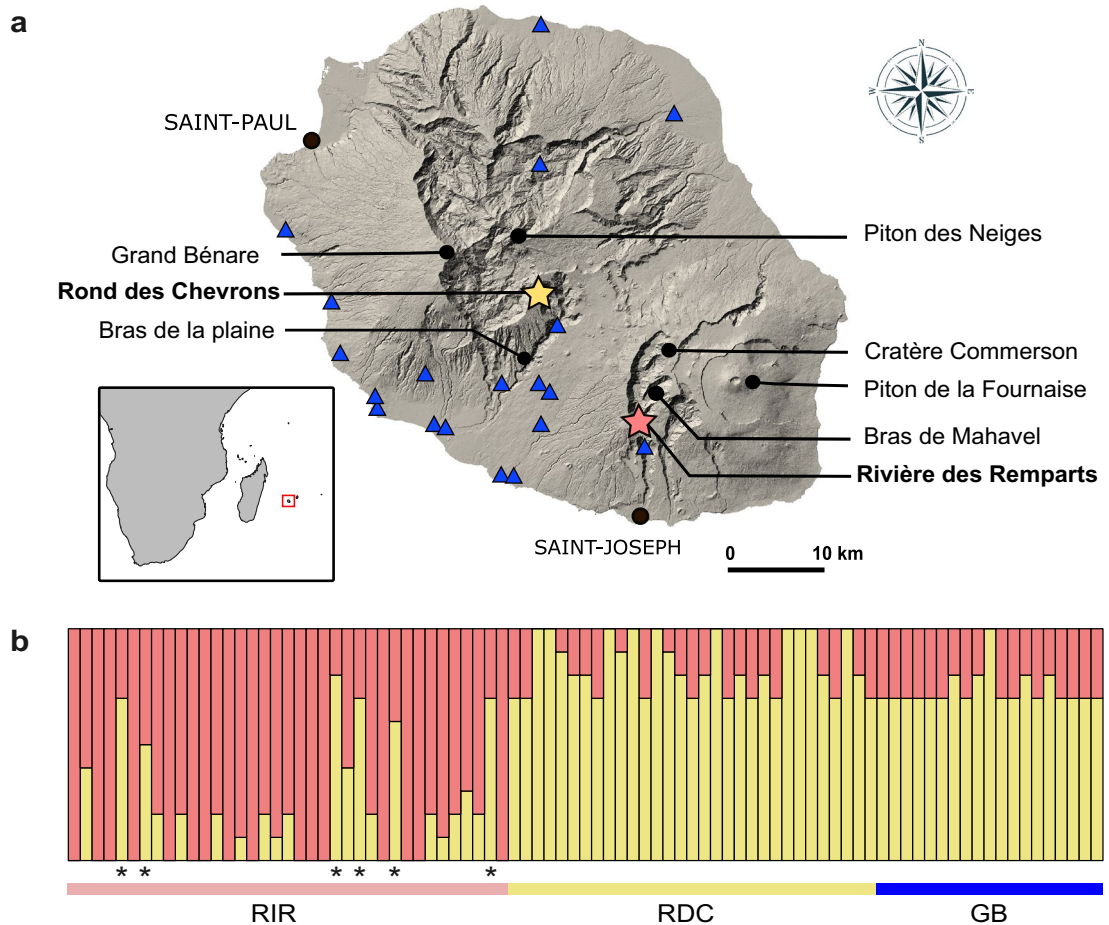 a
N
W
E
S
SAINT-PAUL
Grand Bénare
Rond des Chevrons
Bras de la plaine
Piton des Neiges
Cratère Commerson
Piton de la Fournaise
Bras de Mahavel
Rivière des Remparts
SAINT-JOSEPH
0 10 km
b
* * * * * *
RIR RDC GB